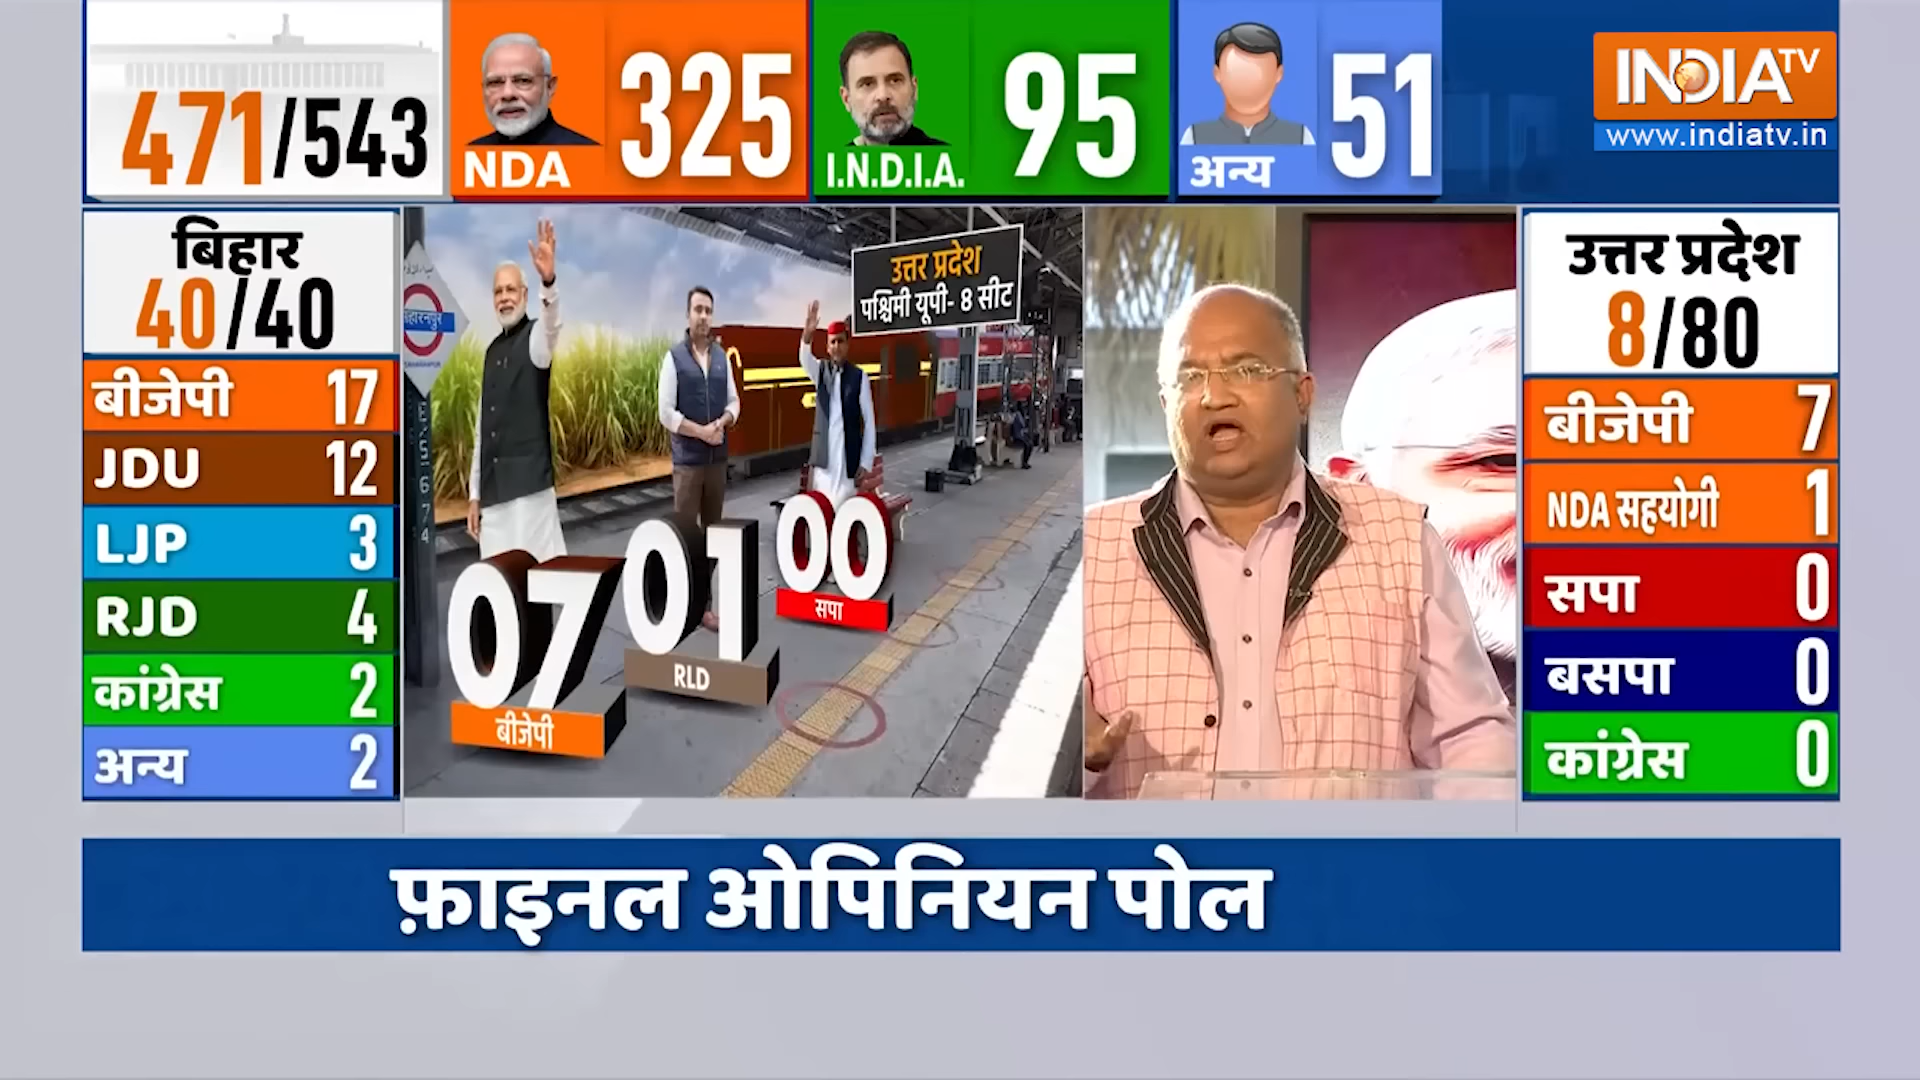 471/543
NDA
325
I.N.D.I.A.
95
अन्य
51
INDIATV
www.indiatv.in
बिहार
40/40
बीजेपी 17
JDU 12
LJP 3
RJD 4
कांग्रेस 2
अन्य 2
उत्तर प्रदेश
पश्चिमी यूपी- 8 सीट
07
बीजेपी
01
RLD
00
सपा
उत्तर प्रदेश
8/80
बीजेपी 7
NDA सहयोगी 1
सपा 0
बसपा 0
कांग्रेस 0
फ़ाइनल ओपिनियन पोल